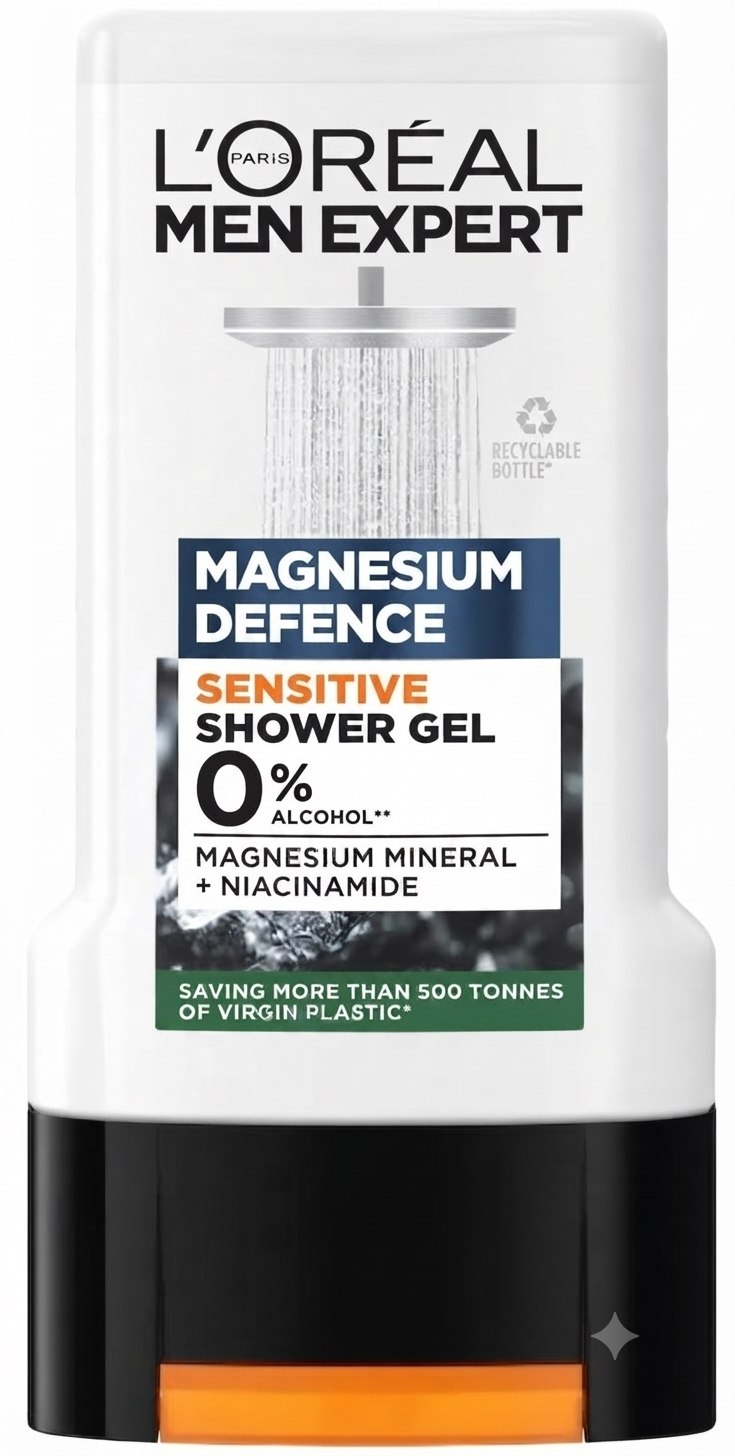 L'ORÉAL
PARIS
MEN EXPERT
RECYCLABLE
BOTTLE*
MAGNESIUM
DEFENCE
SENSITIVE
SHOWER GEL
0%
ALCOHOL**
MAGNESIUM MINERAL
+ NIACINAMIDE
SAVING MORE THAN 500 TONNES
OF VIRGIN PLASTIC*